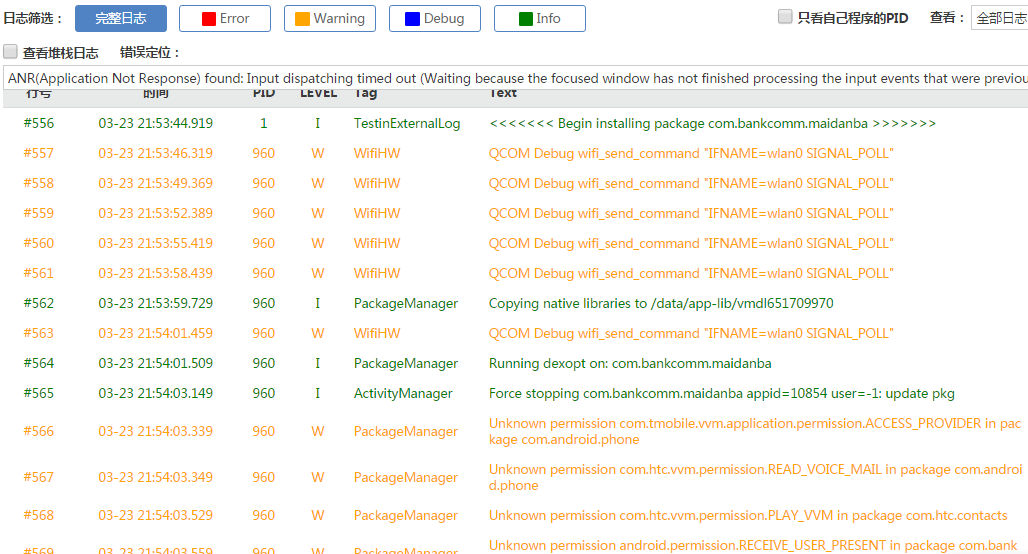 日志筛选： 完整日志 Error Warning Debug Info 只看自己程序的PID 查看： 全部日志
查看堆栈日志 错误定位：
ANR(Application Not Response) found: Input dispatching timed out (Waiting because the focused window has not finished processing the input events that were previou
行号 时间 PID LEVEL Tag Text
#556 03-23 21:53:44.919 1 I TestinExternalLog <<<<<<< Begin installing package com.bankcomm.maidanba >>>>>>>
#557 03-23 21:53:46.319 960 W WifiHW QCOM Debug wifi_send_command "IFNAME=wlan0 SIGNAL_POLL"
#558 03-23 21:53:49.369 960 W WifiHW QCOM Debug wifi_send_command "IFNAME=wlan0 SIGNAL_POLL"
#559 03-23 21:53:52.389 960 W WifiHW QCOM Debug wifi_send_command "IFNAME=wlan0 SIGNAL_POLL"
#560 03-23 21:53:55.419 960 W WifiHW QCOM Debug wifi_send_command "IFNAME=wlan0 SIGNAL_POLL"
#561 03-23 21:53:58.439 960 W WifiHW QCOM Debug wifi_send_command "IFNAME=wlan0 SIGNAL_POLL"
#562 03-23 21:53:59.729 960 I PackageManager Copying native libraries to /data/app-lib/vmdl651709970
#563 03-23 21:54:01.459 960 W WifiHW QCOM Debug wifi_send_command "IFNAME=wlan0 SIGNAL_POLL"
#564 03-23 21:54:01.509 960 I PackageManager Running dexopt on: com.bankcomm.maidanba
#565 03-23 21:54:03.149 960 I ActivityManager Force stopping com.bankcomm.maidanba appid=10854 user=-1: update pkg
#566 03-23 21:54:03.339 960 W PackageManager Unknown permission com.tmobile.vvm.application.permission.ACCESS_PROVIDER in pac
kage com.android.phone
#567 03-23 21:54:03.349 960 W PackageManager Unknown permission com.htc.vvm.permission.READ_VOICE_MAIL in package com.androi
d.phone
#568 03-23 21:54:03.529 960 W PackageManager Unknown permission com.htc.vvm.permission.PLAY_VVM in package com.htc.contacts
#569 03-23 21:54:03.559 960 W PackageManager Unknown permission android.permission.RECEIVE_USER_PRESENT in package com.bank